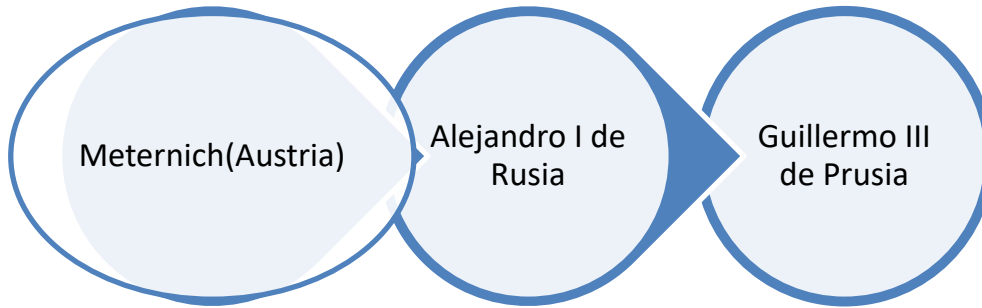 Meternich(Austria)
Alejandro I de
Rusia
Guillermo III
de Prusia